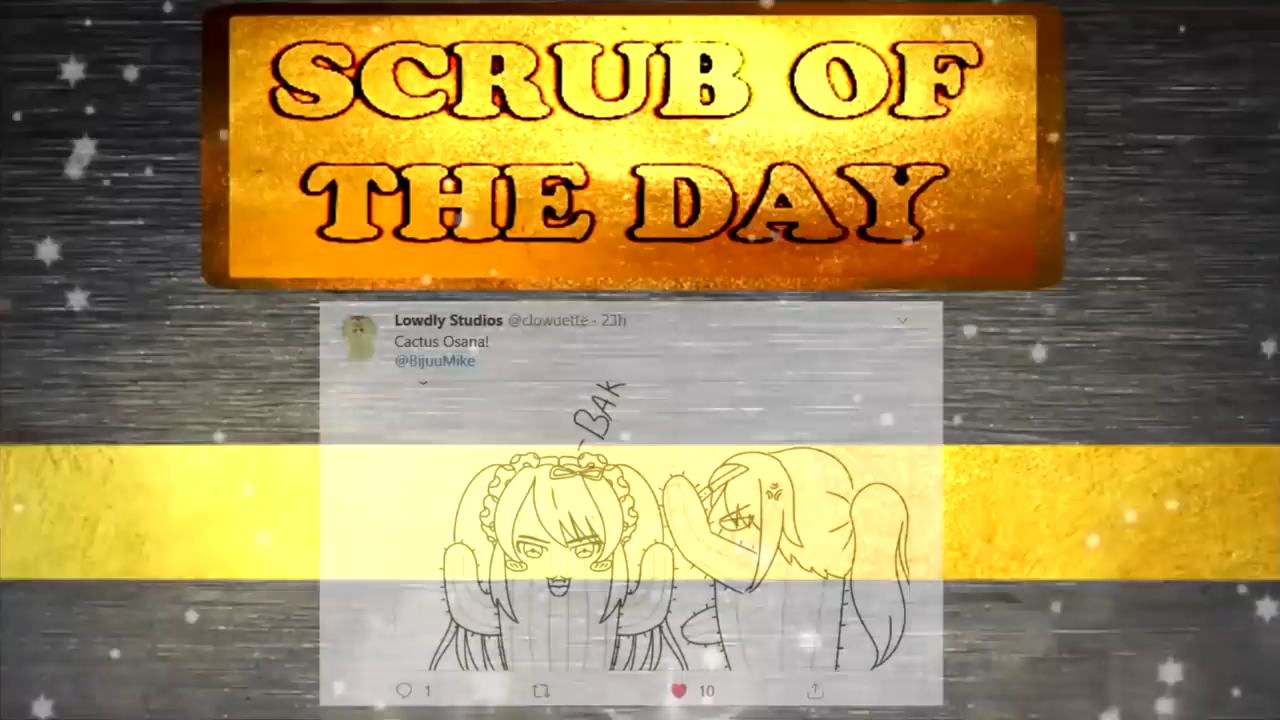 SCRUB OF
THE DAY
Lowdly Studios @clowdette · 23h
Cactus Osana!
@BijuuMike
BAK
1 10